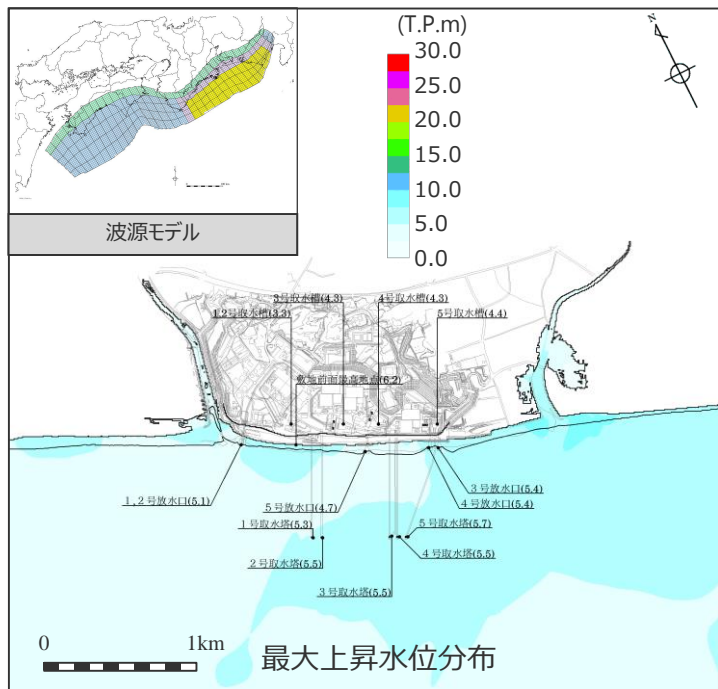 (T.P.m)
30.0
25.0
20.0
15.0
10.0
5.0
0.0
N
波源モデル
3号取水槽(4.3)
4号取水槽(4.3)
1,2号取水槽(3.3)
5号取水槽(4.4)
敷地前面最高地点(6.2)
1,2号放水口(5.1)
5号放水口(4.7)
3号放水口(5.4)
4号放水口(5.4)
1号取水塔(5.3)
5号取水塔(5.7)
2号取水塔(5.5)
4号取水塔(5.5)
3号取水塔(5.5)
0 1km
最大上昇水位分布